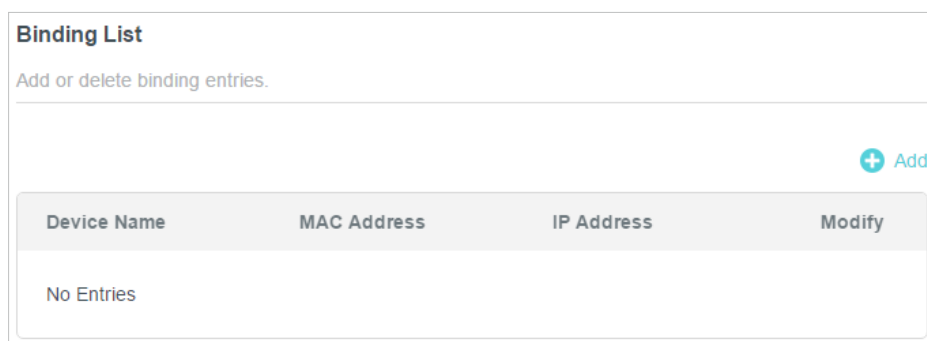 Binding List
Add or delete binding entries.
Add
Device Name MAC Address IP Address Modify
No Entries